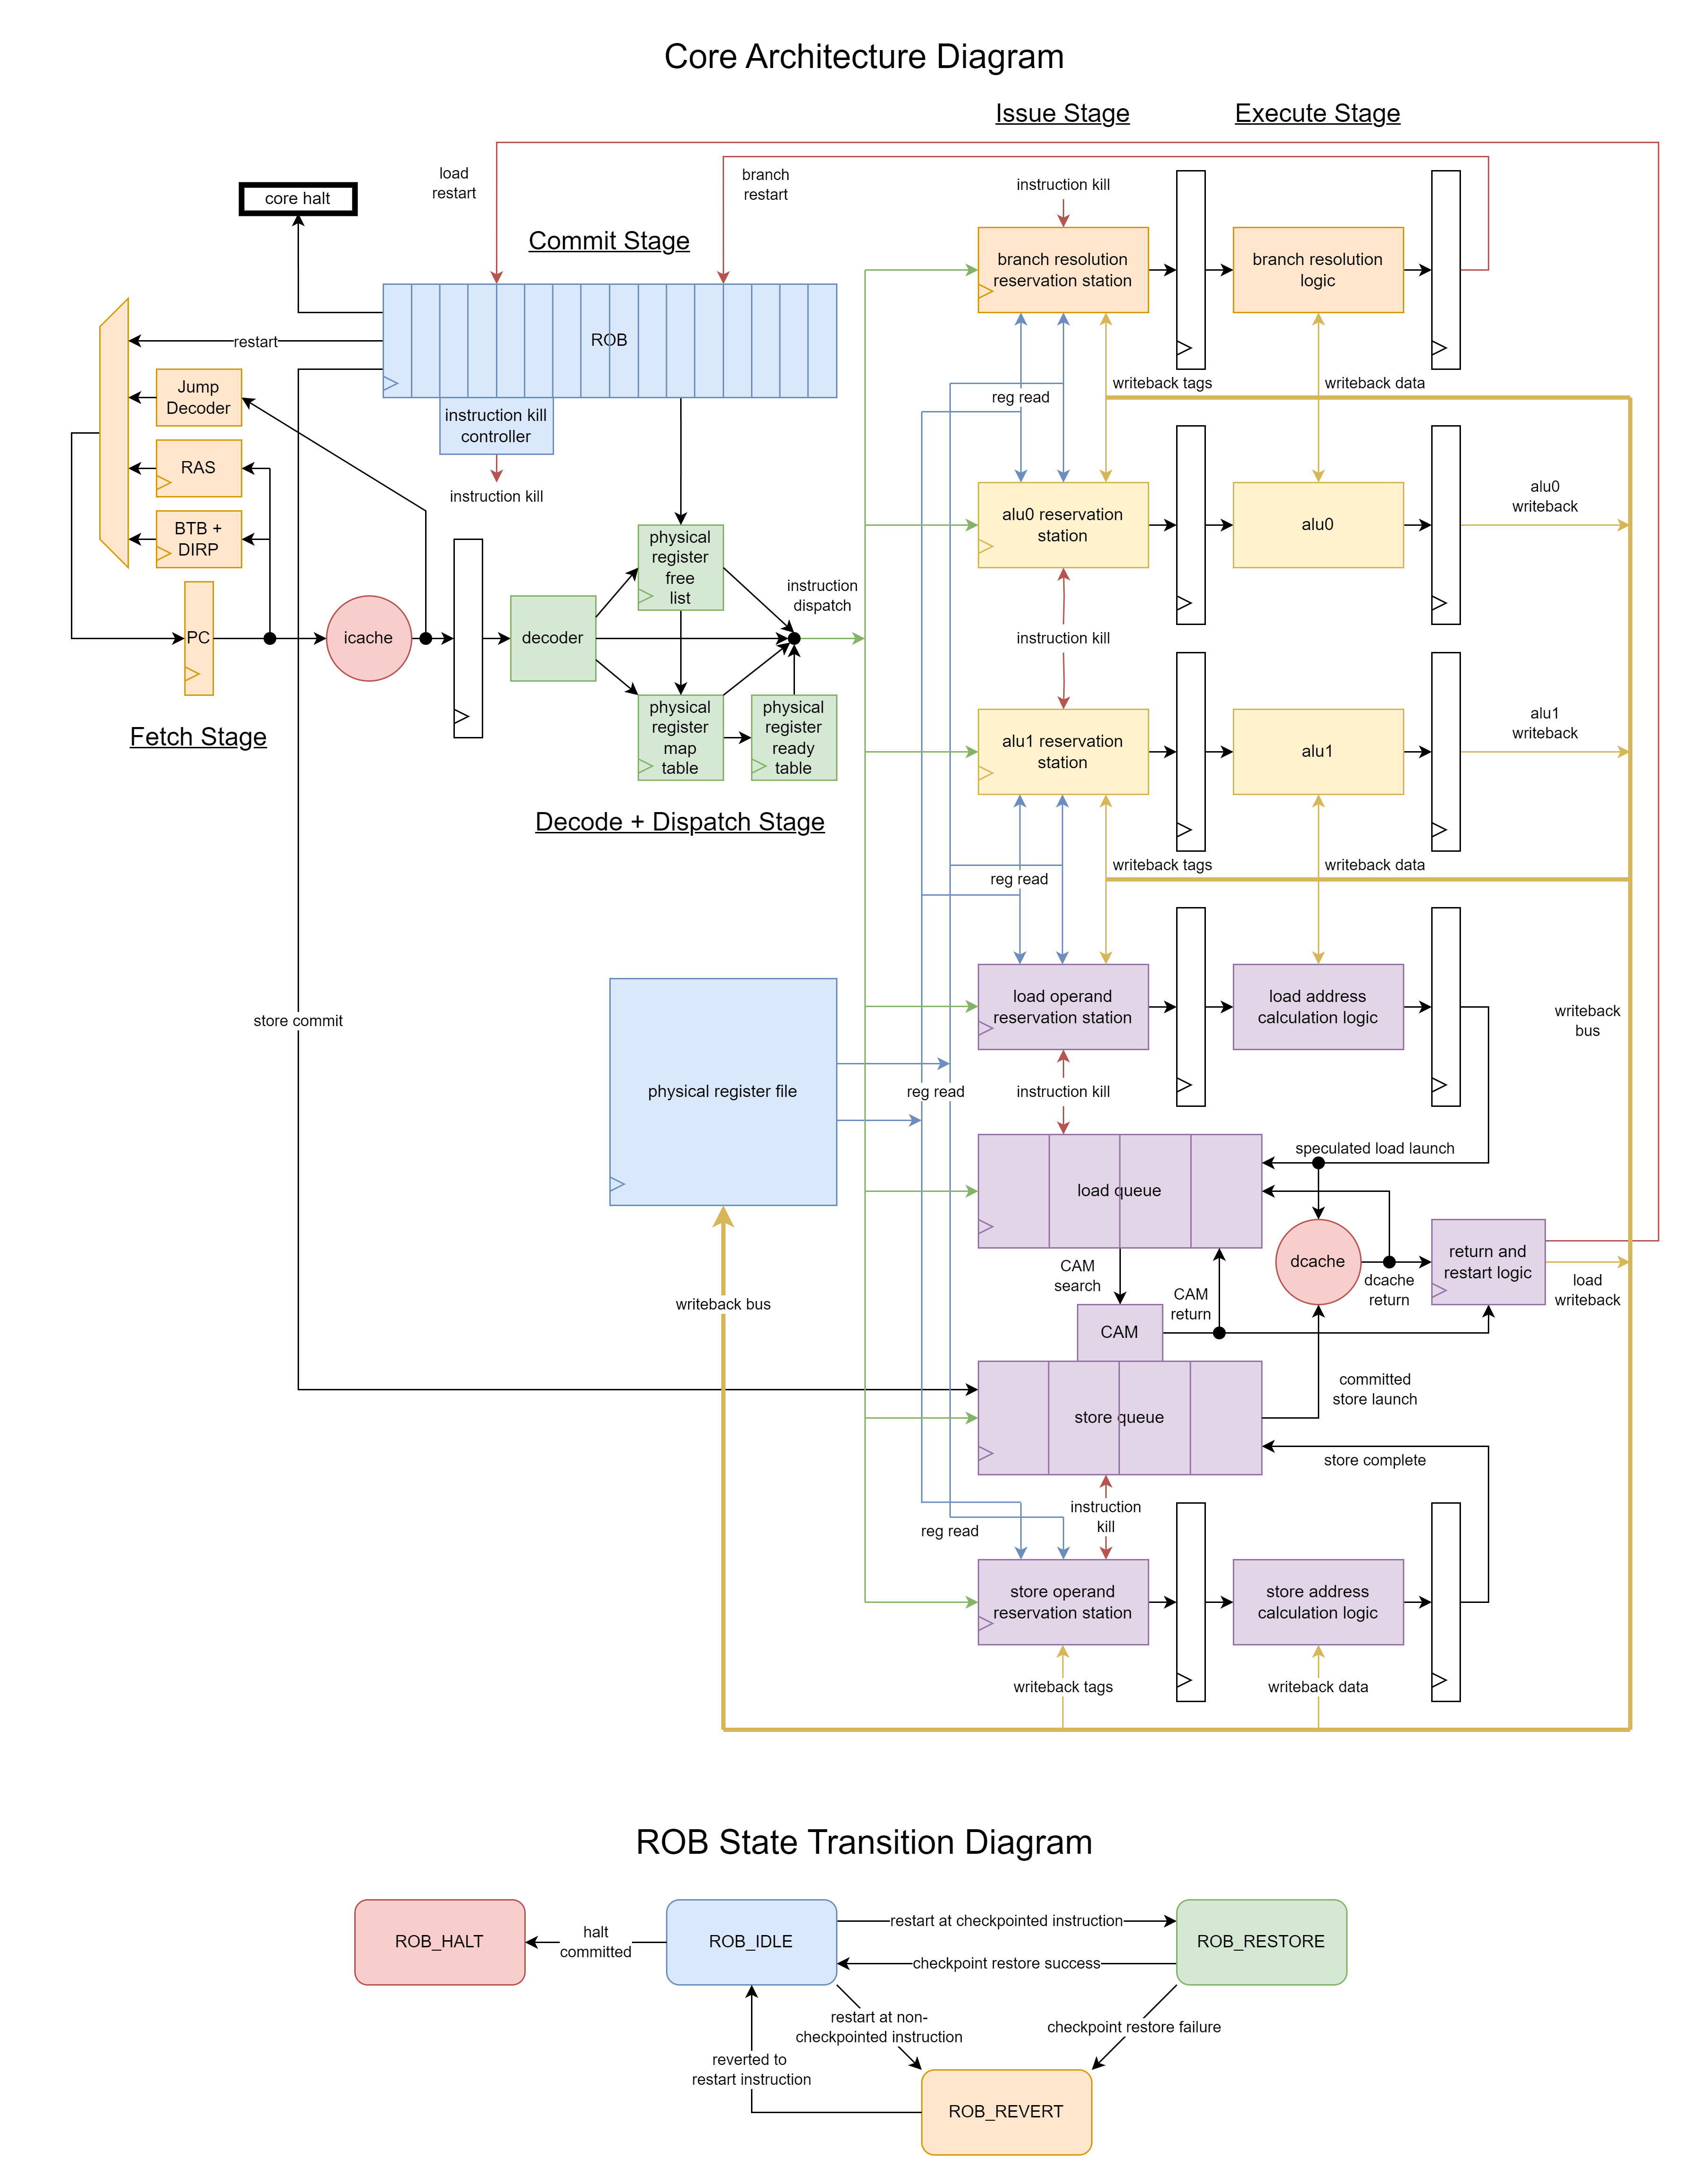 Core Architecture Diagram
Issue Stage
Execute Stage
load
restart
branch
restart
instruction kill
core halt
Commit Stage
branch resolution
reservation station
branch resolution
logic
ROB
restart
Jump
Decoder
instruction kill
controller
instruction kill
writeback tags
writeback data
reg read
RAS
BTB +
DIRP
alu0 reservation
station
alu0
alu0
writeback
physical
register
free
list
instruction
dispatch
PC
icache
decoder
instruction kill
physical
register
map
table
physical
register
ready
table
Fetch Stage
alu1 reservation
station
alu1
alu1
writeback
Decode + Dispatch Stage
writeback tags
writeback data
reg read
load operand
reservation station
load address
calculation logic
store commit
writeback
bus
physical register file
reg read
instruction kill
speculated load launch
load queue
CAM
search
CAM
return
dcache
dcache
return
return and
restart logic
load
writeback
writeback bus
CAM
committed
store launch
store queue
store complete
instruction
kill
reg read
store operand
reservation station
store address
calculation logic
writeback tags
writeback data
ROB State Transition Diagram
ROB_HALT
halt
committed
ROB_IDLE
restart at checkpointed instruction
checkpoint restore success
ROB_RESTORE
restart at non-
checkpointed instruction
checkpoint restore failure
reverted to
restart instruction
ROB_REVERT